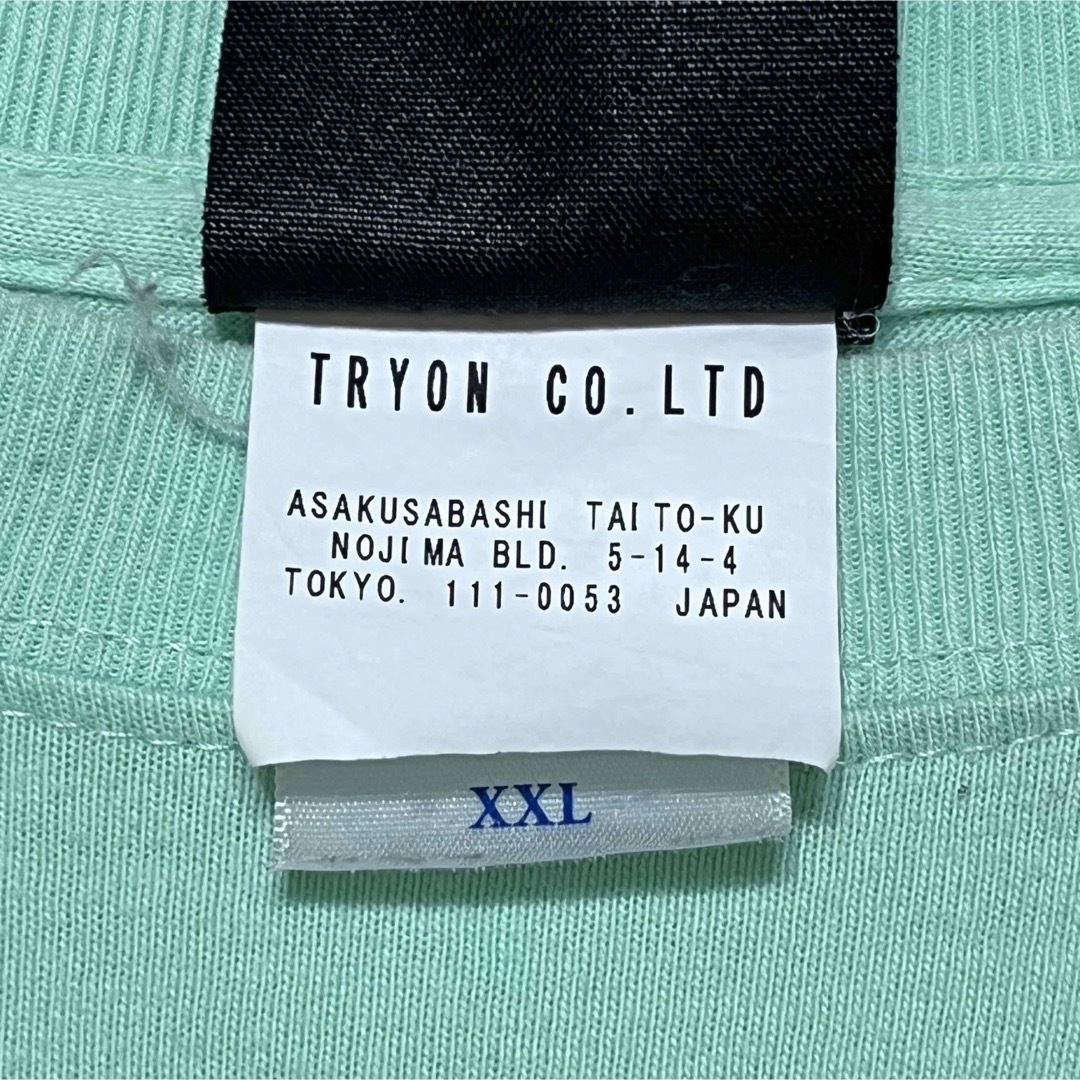 TRYON CO.LTD
ASAKUSABASHI TAITO-KU
NOJIMA BLD. 5-14-4
TOKYO. 111-0053 JAPAN
XXL